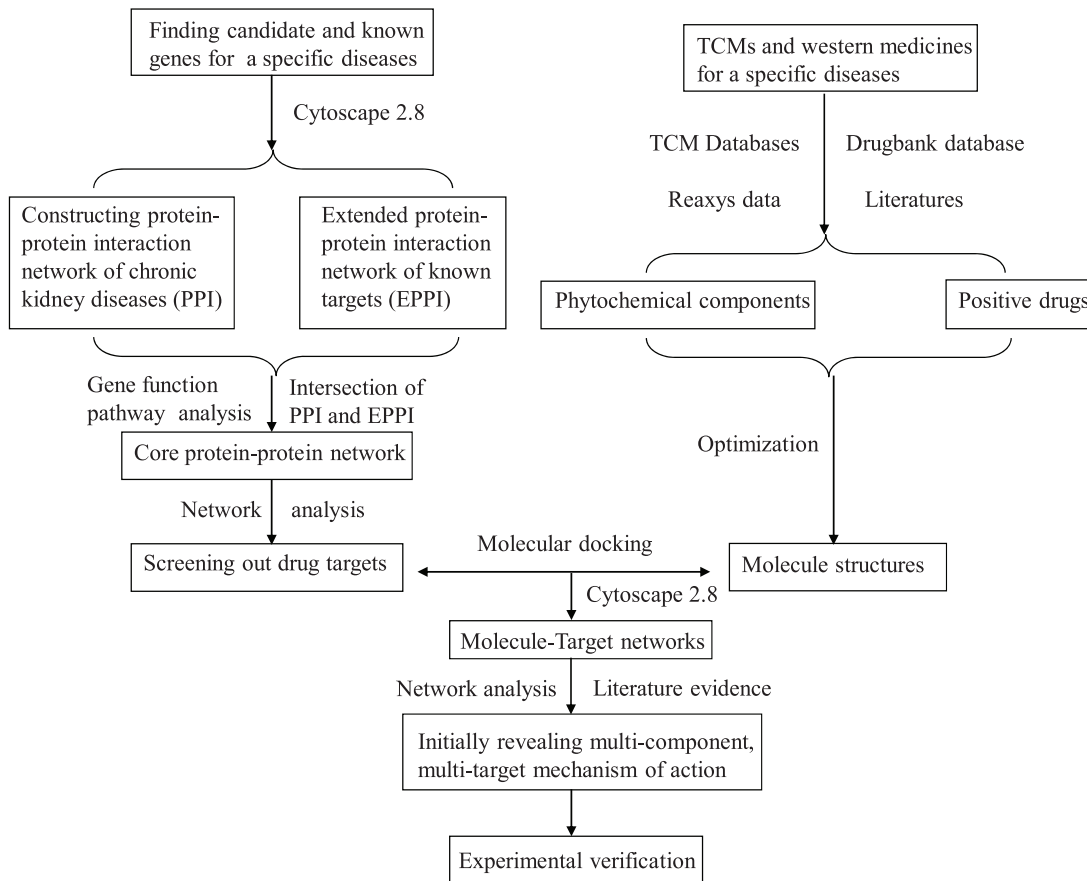 Finding candidate and known
genes for a specific diseases
Cytoscape 2.8
Constructing protein-
protein interaction
network of chronic
kidney diseases (PPI)
Extended protein-
protein interaction
network of known
targets (EPPI)
Gene function
pathway analysis
Intersection of
PPI and EPPI
Core protein-protein network
Network analysis
Screening out drug targets
TCMs and western medicines
for a specific diseases
TCM Databases
Drugbank database
Reaxys data
Literatures
Phytochemical components
Positive drugs
Optimization
Molecule structures
Molecular docking
Cytoscape 2.8
Molecule-Target networks
Network analysis
Literature evidence
Initially revealing multi-component,
multi-target mechanism of action
Experimental verification